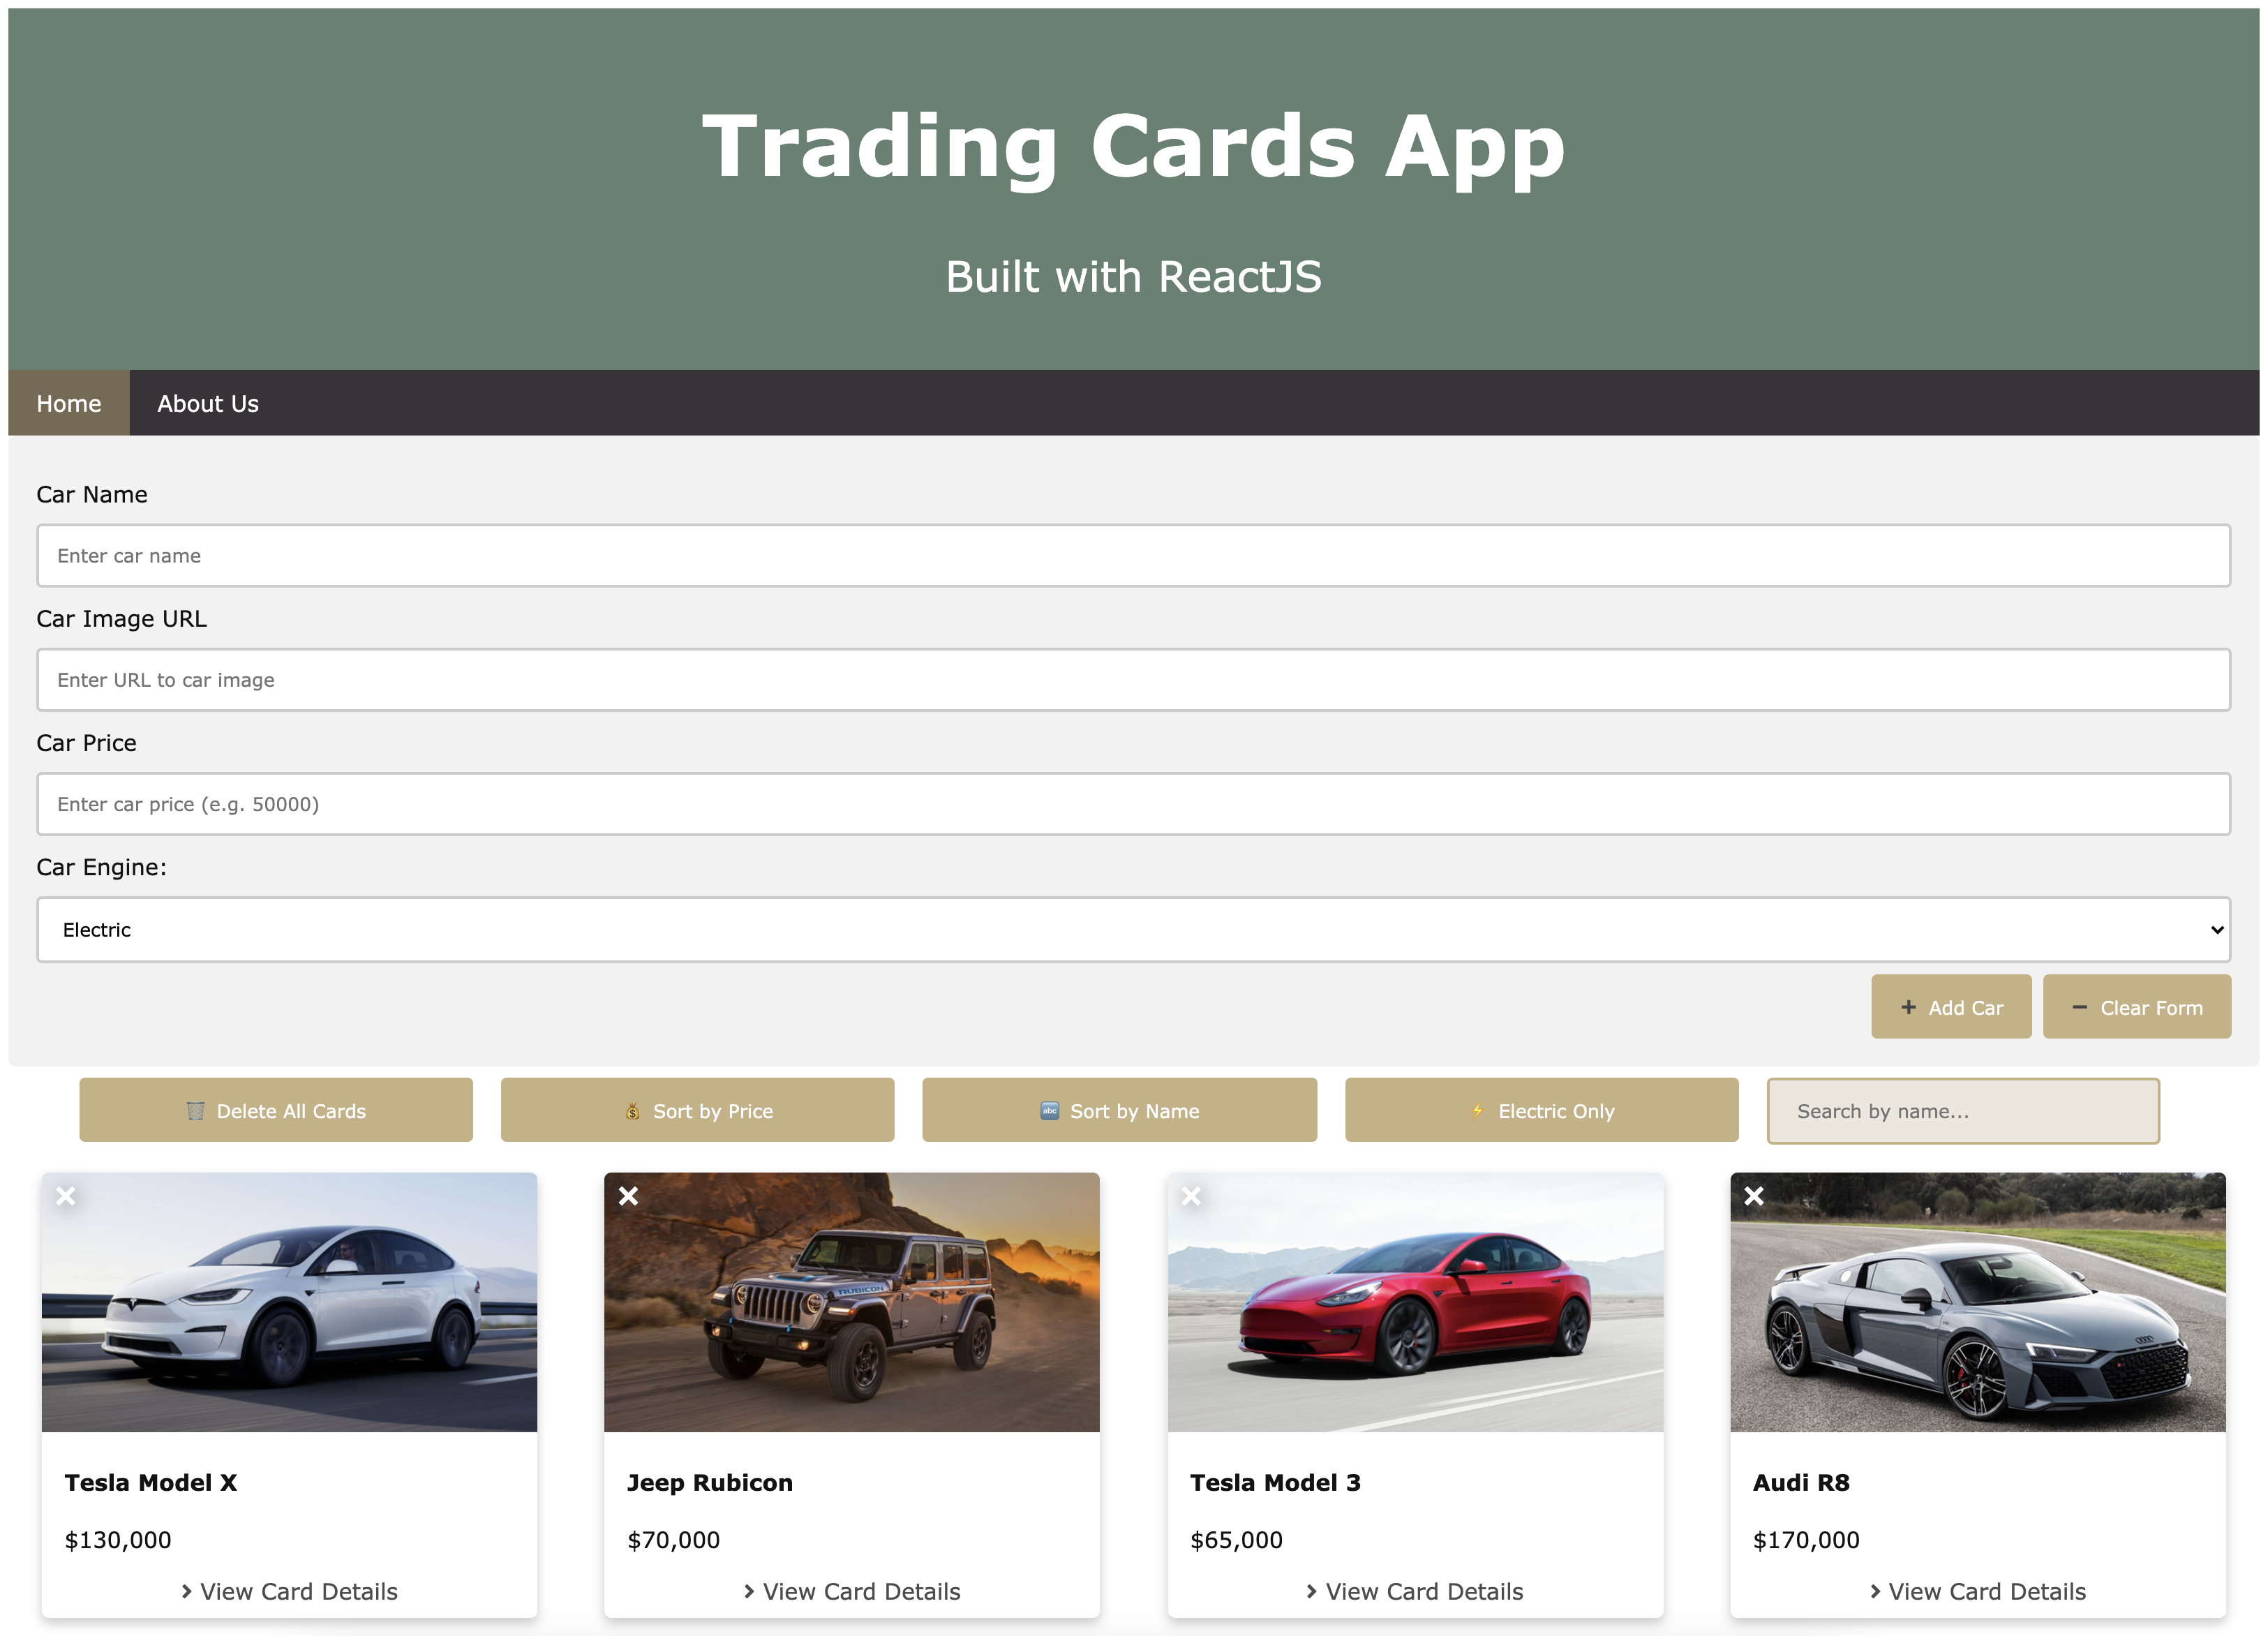 Trading Cards App
Built with ReactJS
Home About Us
Car Name
Enter car name
Car Image URL
Enter URL to car image
Car Price
Enter car price (e.g. 50000)
Car Engine:
Electric
Add Car Clear Form
Delete All Cards Sort by Price abc Sort by Name Electric Only Search by name...
RUBICON
Tesla Model X Jeep Rubicon Tesla Model 3 Audi R8
$130,000 $70,000 $65,000 $170,000
View Card Details View Card Details View Card Details View Card Details